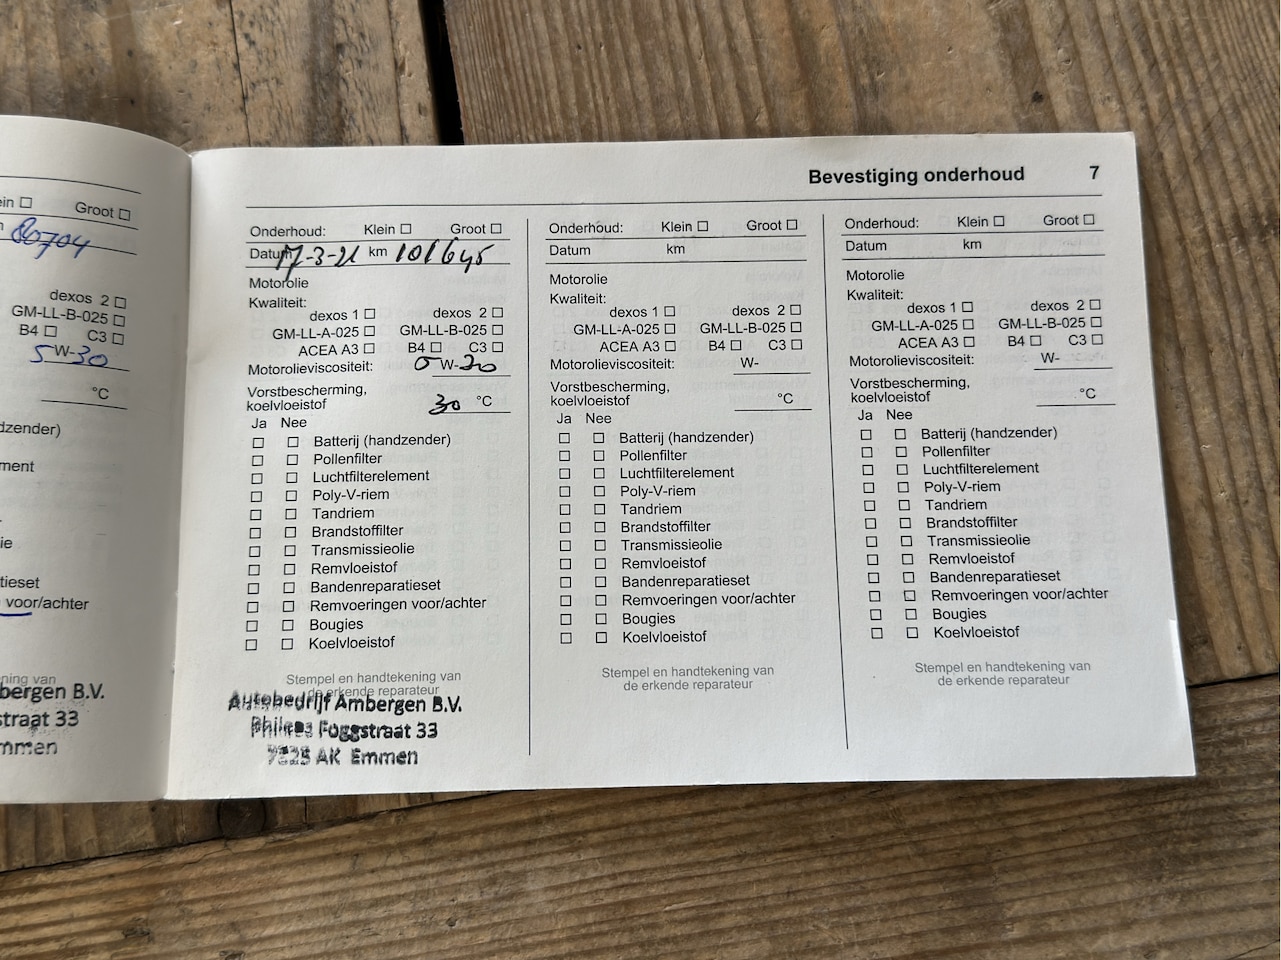 ein ☐ Groot ☐
80704
dexos 2 ☐
GM-LL-B-025 ☐
B4 ☐ C3 ☐
5W-30
°C
dzender)
ment
ie
tieset
voor/achter
ning van
bergen B.V.
straat 33
mmen
Bevestiging onderhoud 7
Onderhoud: Klein ☐ Groot ☐
Datum 17-3-21 km 101645
Motorolie
Kwaliteit:
dexos 1 ☐ dexos 2 ☐
GM-LL-A-025 ☐ GM-LL-B-025 ☐
ACEA A3 ☐ B4 ☐ C3 ☐
Motorolieviscositeit: W-
Vorstbescherming,
koelvloeistof 30 °C
Ja Nee
☐ ☐ Batterij (handzender)
☐ ☐ Pollenfilter
☐ ☐ Luchtfilterelement
☐ ☐ Poly-V-riem
☐ ☐ Tandriem
☐ ☐ Brandstoffilter
☐ ☐ Transmissieolie
☐ ☐ Remvloeistof
☐ ☐ Bandenreparatieset
☐ ☐ Remvoeringen voor/achter
☐ ☐ Bougies
☐ ☐ Koelvloeistof
Stempel en handtekening van
de erkende reparateur
Autobedrijf Ambergen B.V.
Phileas Foggstraat 33
7825 AK Emmen
Onderhoud: Klein ☐ Groot ☐
Datum km
Motorolie
Kwaliteit:
dexos 1 ☐ dexos 2 ☐
GM-LL-A-025 ☐ GM-LL-B-025 ☐
ACEA A3 ☐ B4 ☐ C3 ☐
Motorolieviscositeit: W-
Vorstbescherming,
koelvloeistof °C
Ja Nee
☐ ☐ Batterij (handzender)
☐ ☐ Pollenfilter
☐ ☐ Luchtfilterelement
☐ ☐ Poly-V-riem
☐ ☐ Tandriem
☐ ☐ Brandstoffilter
☐ ☐ Transmissieolie
☐ ☐ Remvloeistof
☐ ☐ Bandenreparatieset
☐ ☐ Remvoeringen voor/achter
☐ ☐ Bougies
☐ ☐ Koelvloeistof
Stempel en handtekening van
de erkende reparateur
Onderhoud: Klein ☐ Groot ☐
Datum km
Motorolie
Kwaliteit:
dexos 1 ☐ dexos 2 ☐
GM-LL-A-025 ☐ GM-LL-B-025 ☐
ACEA A3 ☐ B4 ☐ C3 ☐
Motorolieviscositeit: W-
Vorstbescherming,
koelvloeistof °C
Ja Nee
☐ ☐ Batterij (handzender)
☐ ☐ Pollenfilter
☐ ☐ Luchtfilterelement
☐ ☐ Poly-V-riem
☐ ☐ Tandriem
☐ ☐ Brandstoffilter
☐ ☐ Transmissieolie
☐ ☐ Remvloeistof
☐ ☐ Bandenreparatieset
☐ ☐ Remvoeringen voor/achter
☐ ☐ Bougies
☐ ☐ Koelvloeistof
Stempel en handtekening van
de erkende reparateur